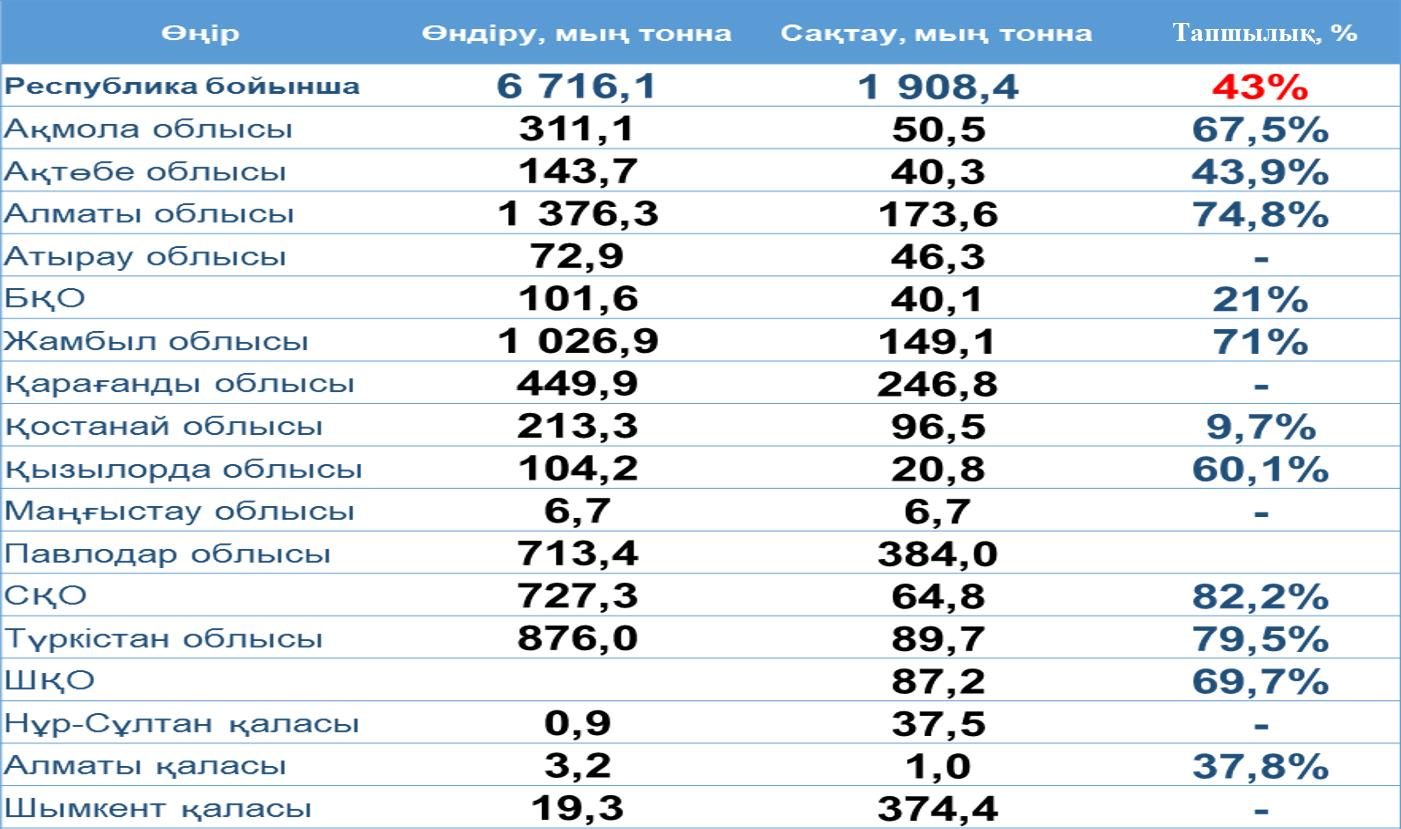 Өңір Өндіру, мың тонна Сақтау, мың тонна Тапшылық, %
Республика бойынша 6 716,1 1 908,4 43%
Ақмола облысы 311,1 50,5 67,5%
Ақтөбе облысы 143,7 40,3 43,9%
Алматы облысы 1 376,3 173,6 74,8%
Атырау облысы 72,9 46,3 -
БҚО 101,6 40,1 21%
Жамбыл облысы 1 026,9 149,1 71%
Қарағанды облысы 449,9 246,8 -
Қостанай облысы 213,3 96,5 9,7%
Қызылорда облысы 104,2 20,8 60,1%
Маңғыстау облысы 6,7 6,7 -
Павлодар облысы 713,4 384,0
СҚО 727,3 64,8 82,2%
Түркістан облысы 876,0 89,7 79,5%
ШҚО 87,2 69,7%
Нұр-Сұлтан қаласы 0,9 37,5 -
Алматы қаласы 3,2 1,0 37,8%
Шымкент қаласы 19,3 374,4 -